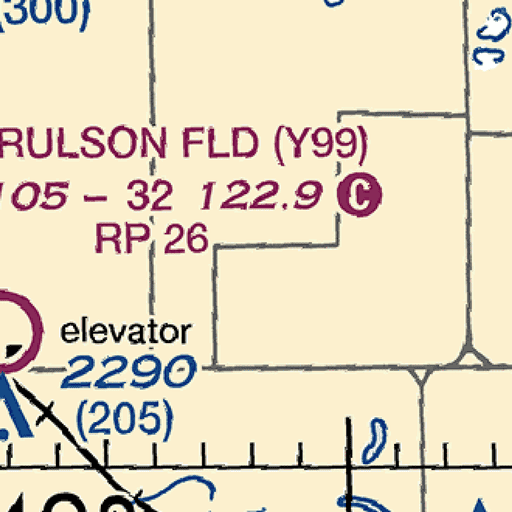 (300)
RULSON FLD (Y99)
105 – 32 122.9 C
RP 26
elevator
2290
(205)